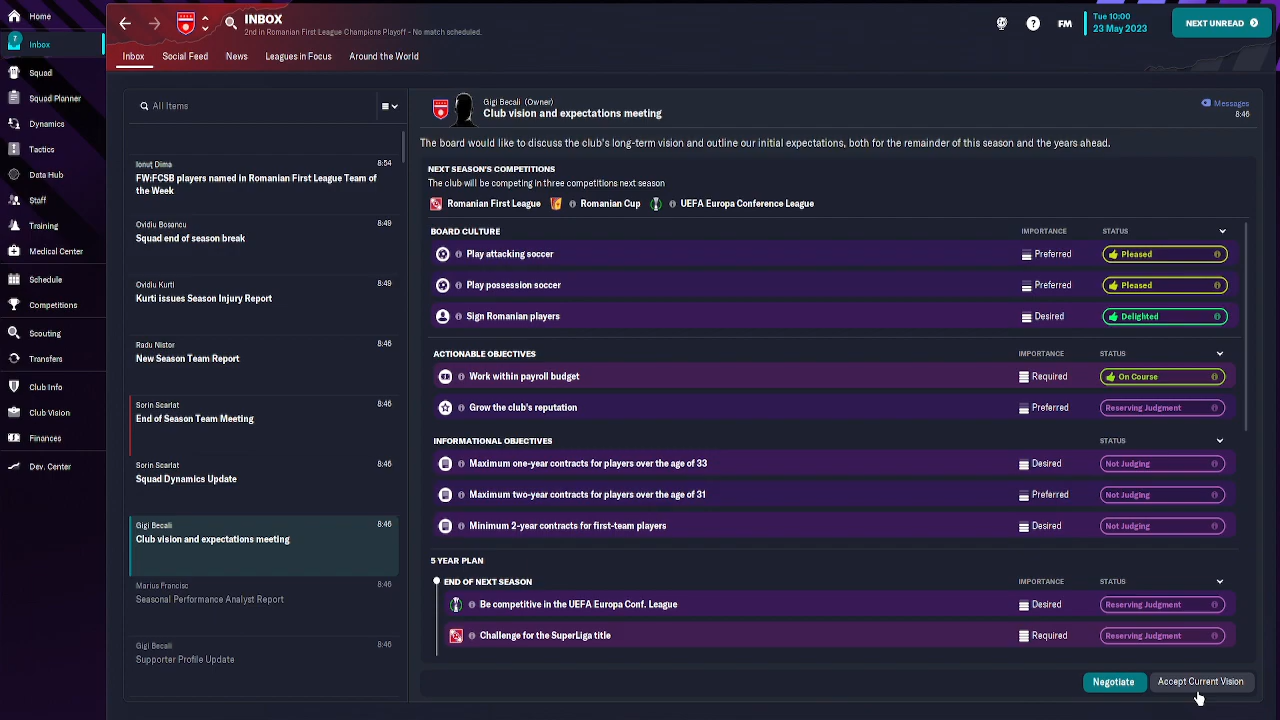 Home
7
Inbox
Squad
Squad Planner
Dynamics
Tactics
Data Hub
Staff
Training
Medical Center
Schedule
Competitions
Scouting
Transfers
Club Info
Club Vision
Finances
Dev. Center
INBOX
2nd in Romanian First League Champions Playoff - No match scheduled.
FM
Tue 10:00
23 May 2023
NEXT UNREAD
Inbox Social Feed News Leagues in Focus Around the World
All Items
Ionuț Dima 8:54
FW:FCSB players named in Romanian First League Team of
the Week
Ovidiu Bosancu 8:49
Squad end of season break
Ovidiu Kurti 8:49
Kurti issues Season Injury Report
Radu Nistor 8:46
New Season Team Report
Sorin Scarlat 8:46
End of Season Team Meeting
Sorin Scarlat 8:46
Squad Dynamics Update
Gigi Becali 8:46
Club vision and expectations meeting
Marius Francisc 8:46
Seasonal Performance Analyst Report
Gigi Becali 8:46
Supporter Profile Update
Gigi Becali (Owner)
Club vision and expectations meeting
Messages
8:46
The board would like to discuss the club's long-term vision and outline our initial expectations, both for the remainder of this season and the years ahead.
NEXT SEASON'S COMPETITIONS
The club will be competing in three competitions next season
Romanian First League Romanian Cup UEFA Europa Conference League
BOARD CULTURE IMPORTANCE STATUS
Play attacking soccer Preferred Pleased
Play possession soccer Preferred Pleased
Sign Romanian players Desired Delighted
ACTIONABLE OBJECTIVES IMPORTANCE STATUS
Work within payroll budget Required On Course
Grow the club's reputation Preferred Reserving Judgment
INFORMATIONAL OBJECTIVES STATUS
Maximum one-year contracts for players over the age of 33 Desired Not Judging
Maximum two-year contracts for players over the age of 31 Preferred Not Judging
Minimum 2-year contracts for first-team players Desired Not Judging
5 YEAR PLAN
END OF NEXT SEASON IMPORTANCE STATUS
Be competitive in the UEFA Europa Conf. League Desired Reserving Judgment
Challenge for the SuperLiga title Required Reserving Judgment
Negotiate Accept Current Vision